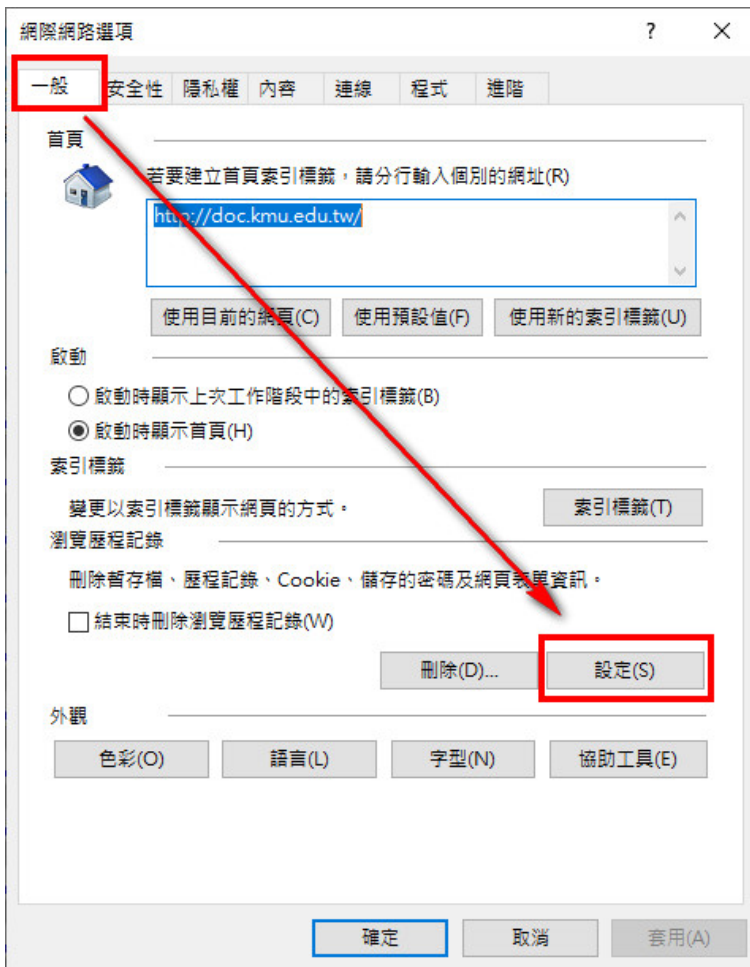 網際網路選項 ?
一般 安全性 隱私權 內容 連線 程式 進階
首頁
若要建立首頁索引標籤，請分行輸入個別的網址(R)
http://doc.kmu.edu.tw/
使用目前的網頁(C) 使用預設值(F) 使用新的索引標籤(U)
啟動
啟動時顯示上次工作階段中的索引標籤(B)
啟動時顯示首頁(H)
索引標籤
變更以索引標籤顯示網頁的方式。 索引標籤(T)
瀏覽歷程記錄
刪除暫存檔、歷程記錄、Cookie、儲存的密碼及網頁表單資訊。
結束時刪除瀏覽歷程記錄(W)
刪除(D)... 設定(S)
外觀
色彩(O) 語言(L) 字型(N) 協助工具(E)
確定 取消 套用(A)